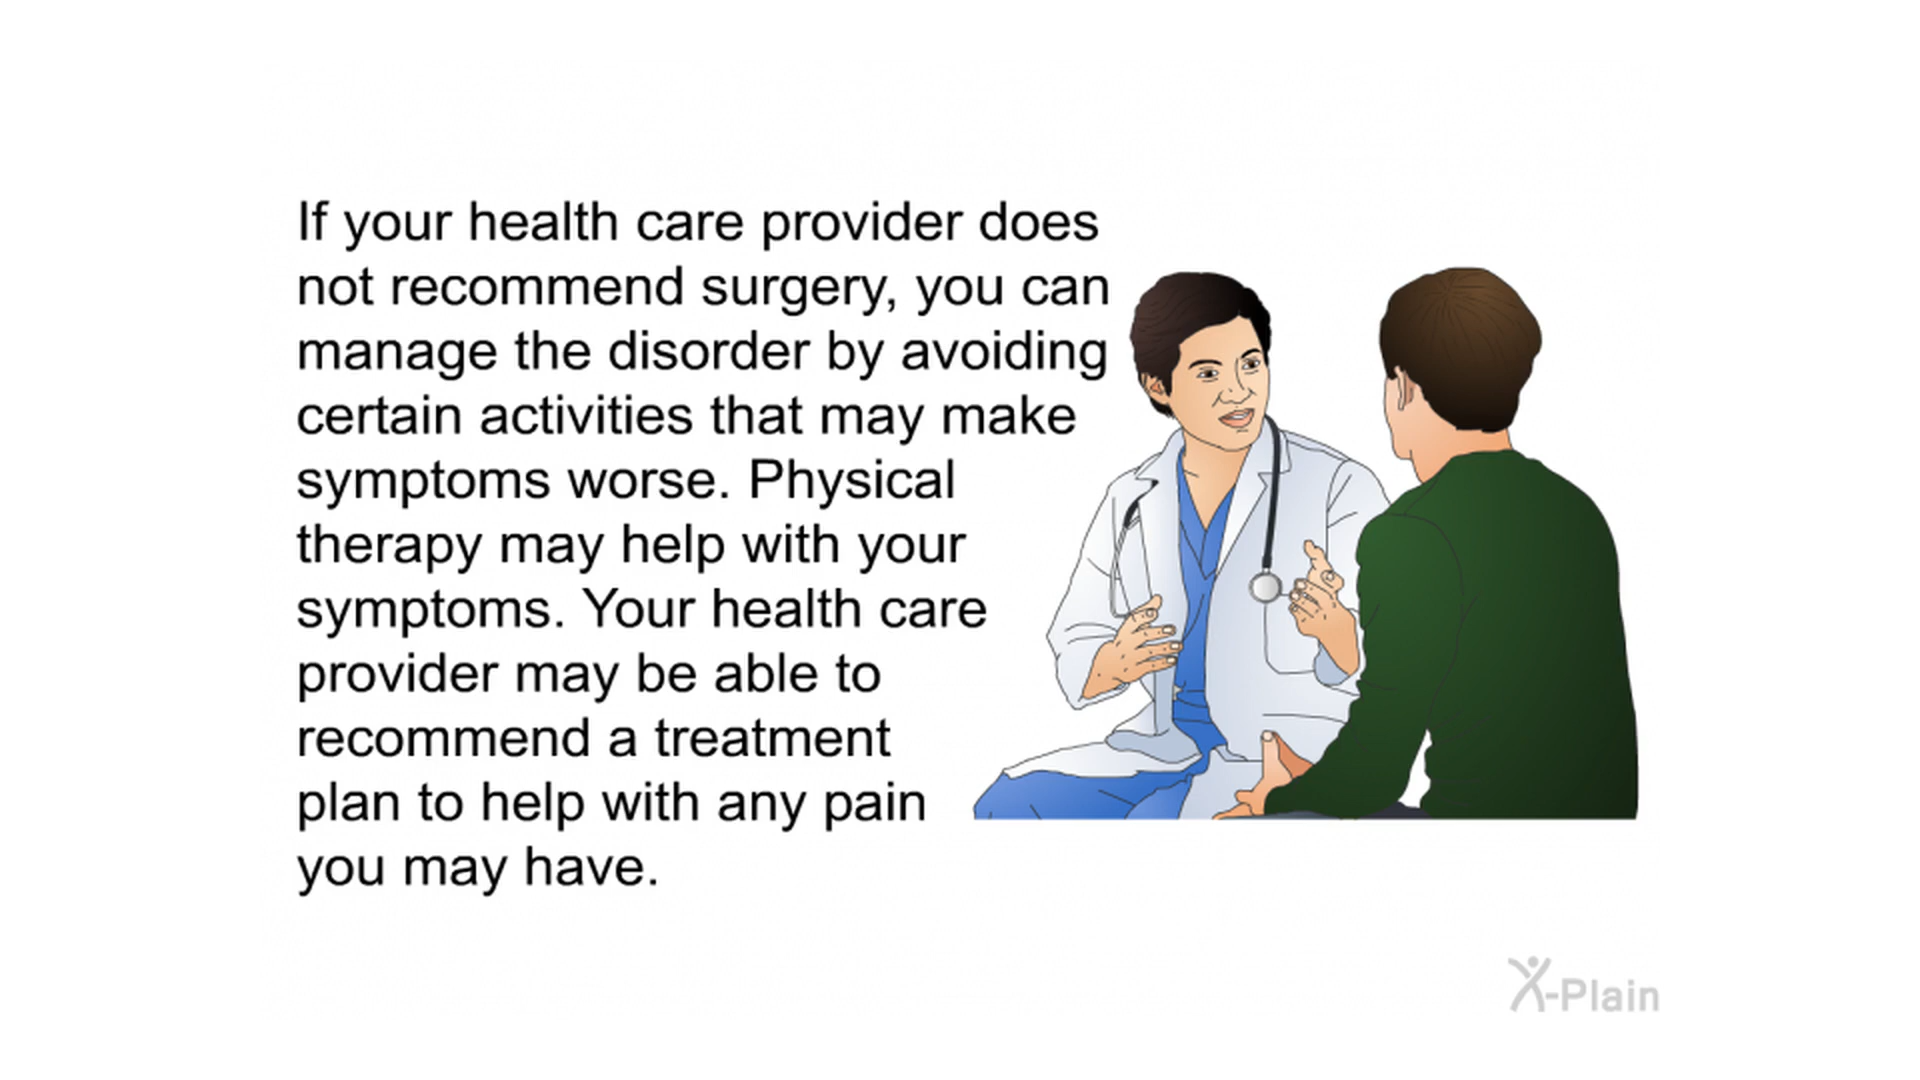 If your health care provider does
not recommend surgery, you can
manage the disorder by avoiding
certain activities that may make
symptoms worse. Physical
therapy may help with your
symptoms. Your health care
provider may be able to
recommend a treatment
plan to help with any pain
you may have.
X-Plain